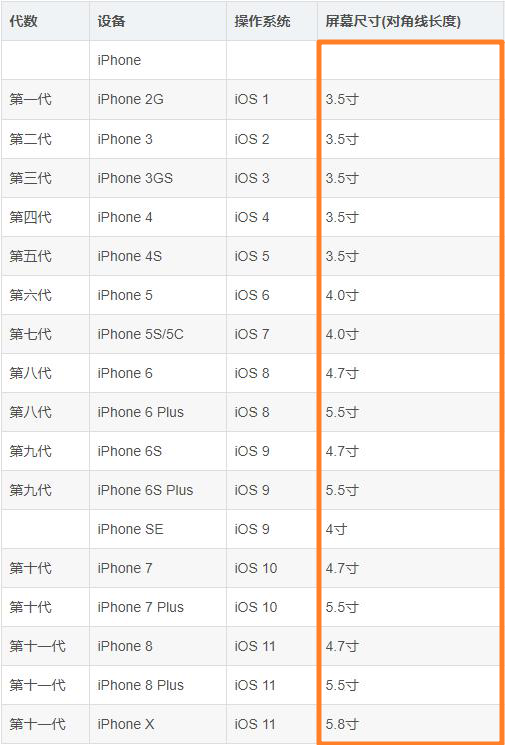 代数 设备 操作系统 屏幕尺寸(对角线长度)
iPhone
第一代 iPhone 2G iOS 1 3.5寸
第二代 iPhone 3 iOS 2 3.5寸
第三代 iPhone 3GS iOS 3 3.5寸
第四代 iPhone 4 iOS 4 3.5寸
第五代 iPhone 4S iOS 5 3.5寸
第六代 iPhone 5 iOS 6 4.0寸
第七代 iPhone 5S/5C iOS 7 4.0寸
第八代 iPhone 6 iOS 8 4.7寸
第八代 iPhone 6 Plus iOS 8 5.5寸
第九代 iPhone 6S iOS 9 4.7寸
第九代 iPhone 6S Plus iOS 9 5.5寸
iPhone SE iOS 9 4寸
第十代 iPhone 7 iOS 10 4.7寸
第十代 iPhone 7 Plus iOS 10 5.5寸
第十一代 iPhone 8 iOS 11 4.7寸
第十一代 iPhone 8 Plus iOS 11 5.5寸
第十一代 iPhone X iOS 11 5.8寸